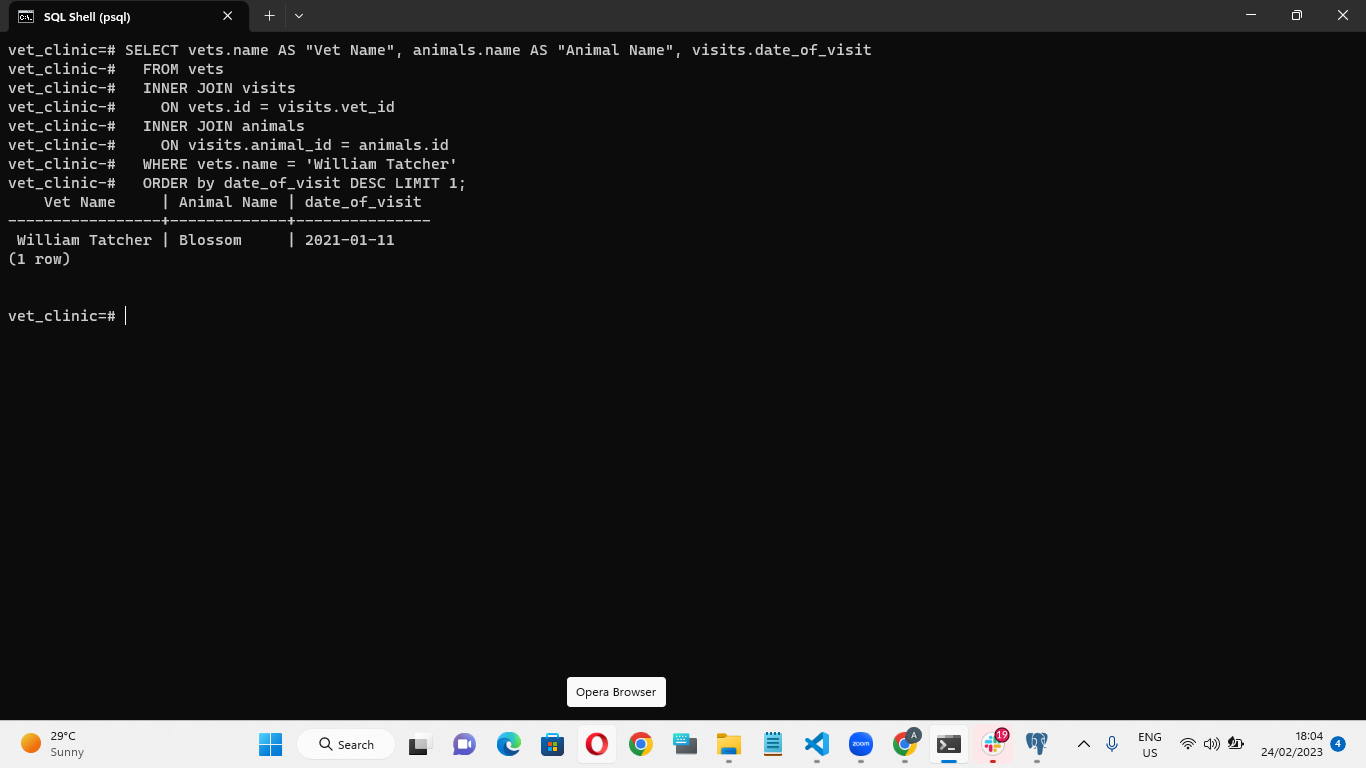 SQL Shell (psql)
vet_clinic=# SELECT vets.name AS "Vet Name", animals.name AS "Animal Name", visits.date_of_visit
vet_clinic-#   FROM vets
vet_clinic-#   INNER JOIN visits
vet_clinic-#     ON vets.id = visits.vet_id
vet_clinic-#   INNER JOIN animals
vet_clinic-#     ON visits.animal_id = animals.id
vet_clinic-#   WHERE vets.name = 'William Tatcher'
vet_clinic-#   ORDER by date_of_visit DESC LIMIT 1;
    Vet Name     | Animal Name | date_of_visit
-----------------+-------------+---------------
 William Tatcher | Blossom     | 2021-01-11
(1 row)
vet_clinic=#
Opera Browser
29°C
Sunny
Search
zoom
A
19
ENG
US
18:04
24/02/2023
4